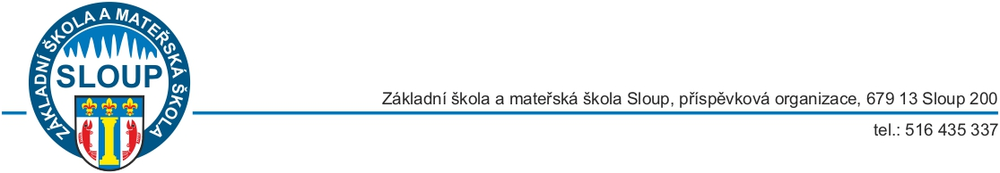 ZÁKLADNÍ ŠKOLA A MATEŘSKÁ ŠKOLA
SLOUP
Základní škola a mateřská škola Sloup, příspěvková organizace, 679 13 Sloup 200
tel.: 516 435 337